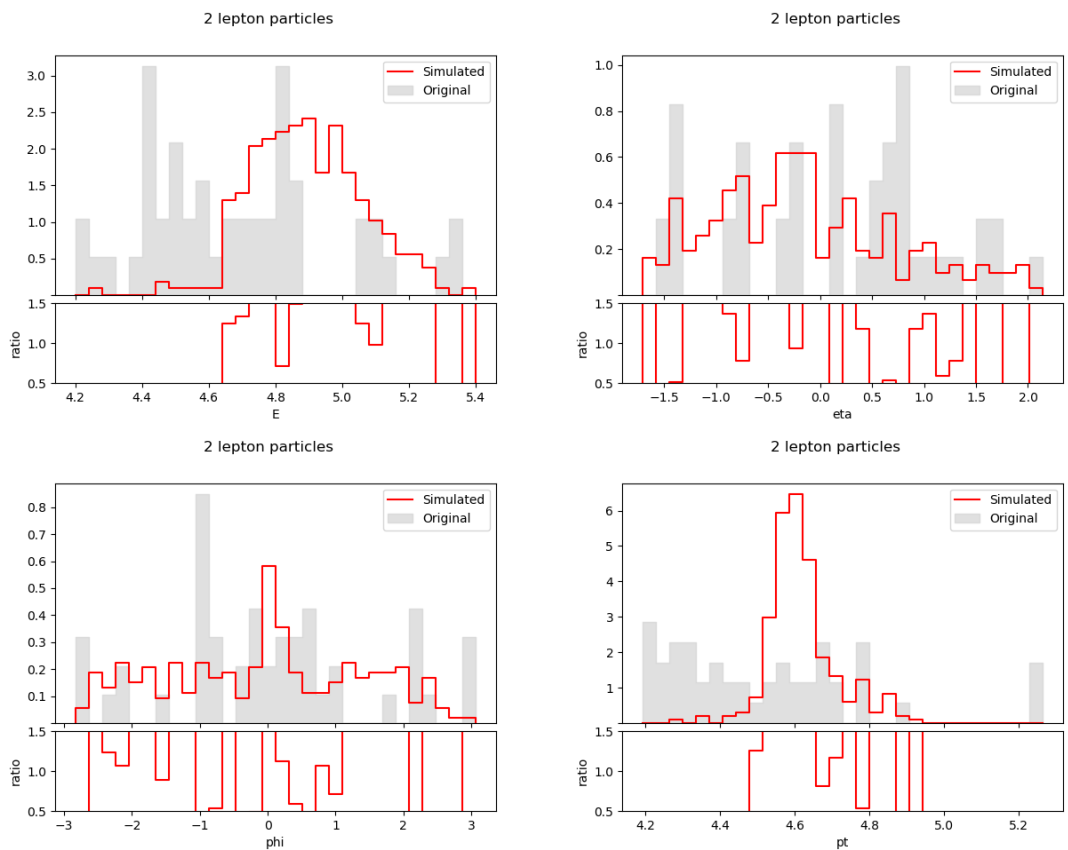 2 lepton particles
Simulated
Original
3.0
2.5
2.0
1.5
1.0
0.5
1.5
1.0
0.5
ratio
4.2 4.4 4.6 4.8 5.0 5.2 5.4
E
2 lepton particles
Simulated
Original
1.0
0.8
0.6
0.4
0.2
1.5
1.0
0.5
ratio
−1.5 −1.0 −0.5 0.0 0.5 1.0 1.5 2.0
eta
2 lepton particles
Simulated
Original
0.8
0.7
0.6
0.5
0.4
0.3
0.2
0.1
1.5
1.0
0.5
ratio
−3 −2 −1 0 1 2 3
phi
2 lepton particles
Simulated
Original
6
5
4
3
2
1
1.5
1.0
0.5
ratio
4.2 4.4 4.6 4.8 5.0 5.2
pt